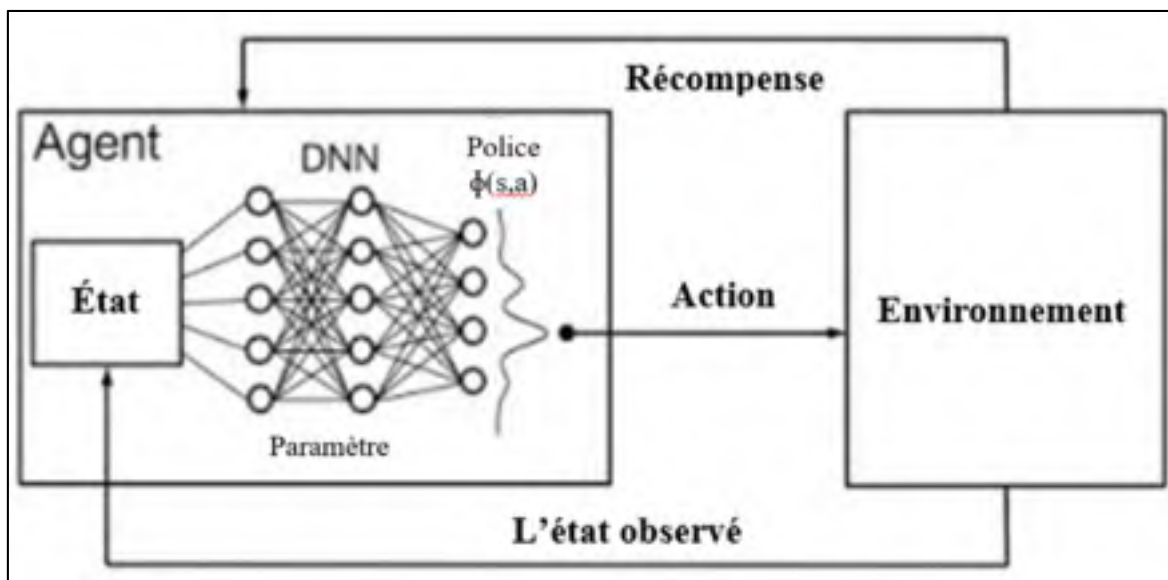 Récompense
Agent
DNN
Police
ϕ(s,a)
État
Action
Environnement
Paramètre
L’état observé